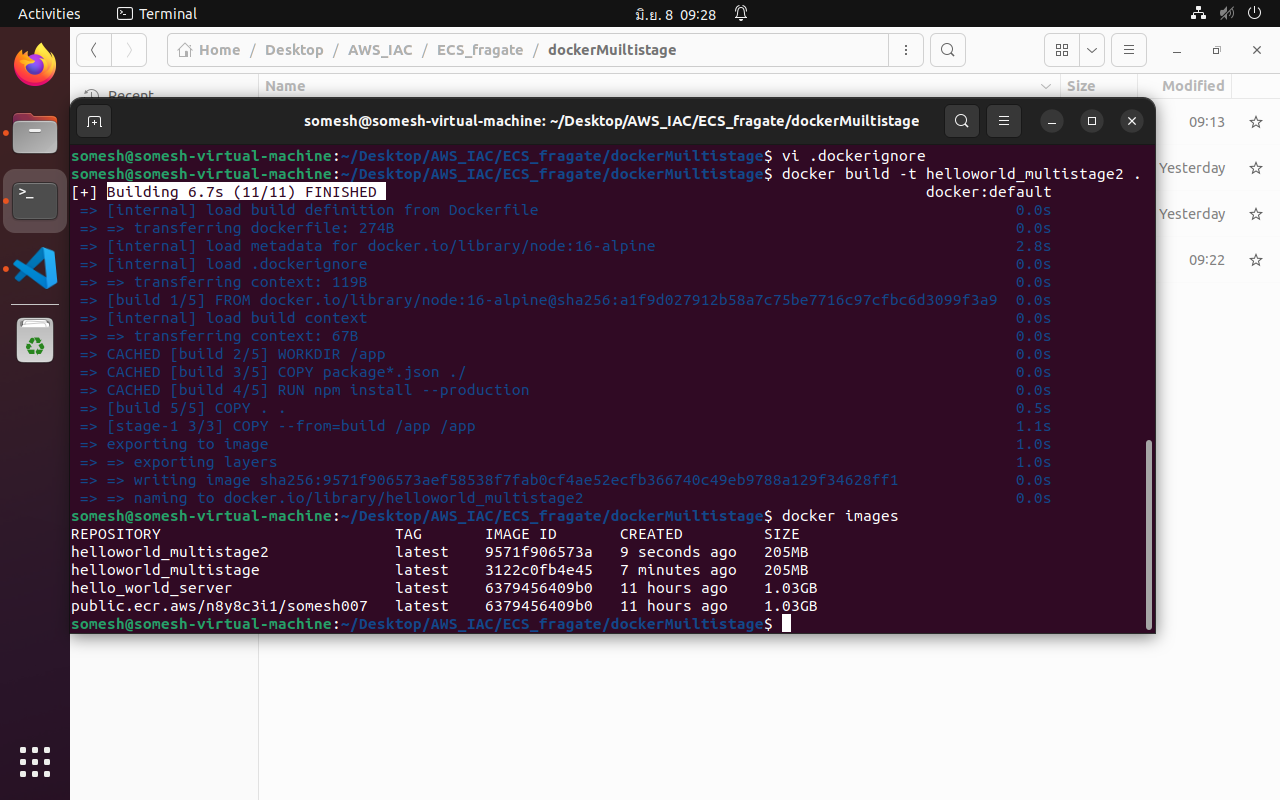 Activities Terminal มิ.ย. 8 09:28
Home / Desktop / AWS_IAC / ECS_fragate / dockerMuiltistage
Name Size Modified
Recent
09:13
Yesterday
Yesterday
09:22
somesh@somesh-virtual-machine: ~/Desktop/AWS_IAC/ECS_fragate/dockerMuiltistage
somesh@somesh-virtual-machine:~/Desktop/AWS_IAC/ECS_fragate/dockerMuiltistage$ vi .dockerignore
somesh@somesh-virtual-machine:~/Desktop/AWS_IAC/ECS_fragate/dockerMuiltistage$ docker build -t helloworld_multistage2 .
[+] Building 6.7s (11/11) FINISHED docker:default
=> [internal] load build definition from Dockerfile 0.0s
=> => transferring dockerfile: 274B 0.0s
=> [internal] load metadata for docker.io/library/node:16-alpine 2.8s
=> [internal] load .dockerignore 0.0s
=> => transferring context: 119B 0.0s
=> [build 1/5] FROM docker.io/library/node:16-alpine@sha256:a1f9d027912b58a7c75be7716c97cfbc6d3099f3a9 0.0s
=> [internal] load build context 0.0s
=> => transferring context: 67B 0.0s
=> CACHED [build 2/5] WORKDIR /app 0.0s
=> CACHED [build 3/5] COPY package*.json ./ 0.0s
=> CACHED [build 4/5] RUN npm install --production 0.0s
=> [build 5/5] COPY . . 0.5s
=> [stage-1 3/3] COPY --from=build /app /app 1.1s
=> exporting to image 1.0s
=> => exporting layers 1.0s
=> => writing image sha256:9571f906573aef58538f7fab0cf4ae52ecfb366740c49eb9788a129f34628ff1 0.0s
=> => naming to docker.io/library/helloworld_multistage2 0.0s
somesh@somesh-virtual-machine:~/Desktop/AWS_IAC/ECS_fragate/dockerMuiltistage$ docker images
REPOSITORY TAG IMAGE ID CREATED SIZE
helloworld_multistage2 latest 9571f906573a 9 seconds ago 205MB
helloworld_multistage latest 3122c0fb4e45 7 minutes ago 205MB
hello_world_server latest 6379456409b0 11 hours ago 1.03GB
public.ecr.aws/n8y8c3i1/somesh007 latest 6379456409b0 11 hours ago 1.03GB
somesh@somesh-virtual-machine:~/Desktop/AWS_IAC/ECS_fragate/dockerMuiltistage$